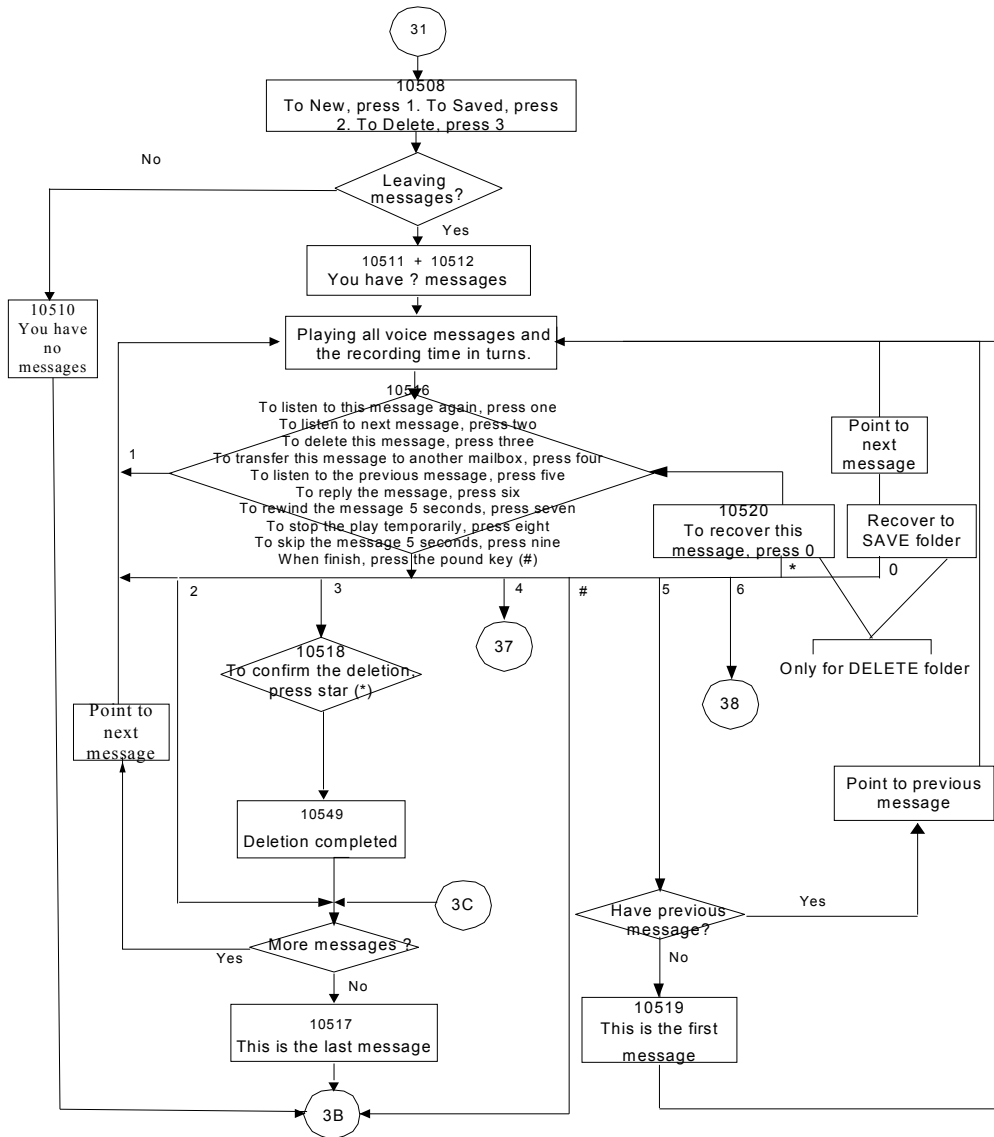 31
10508
To New, press 1. To Saved, press
2. To Delete, press 3
No
Leaving
messages?
Yes
10511 + 10512
You have ? messages
10510
You have
no
messages
Playing all voice messages and
the recording time in turns.
10516
To listen to this message again, press one
To listen to next message, press two
To delete this message, press three
To transfer this message to another mailbox, press four
To listen to the previous message, press five
To reply the message, press six
To rewind the message 5 seconds, press seven
To stop the play temporarily, press eight
To skip the message 5 seconds, press nine
When finish, press the pound key (#)
1
Point to
next
message
10520
To recover this
message, press 0
Recover to
SAVE folder
*
0
2
3
4
#
5
6
37
38
Only for DELETE folder
10518
To confirm the deletion,
press star (*)
Point to
next
message
10549
Deletion completed
3C
More messages ?
Yes
No
10517
This is the last message
3B
Point to previous
message
Have previous
message?
Yes
No
10519
This is the first
message